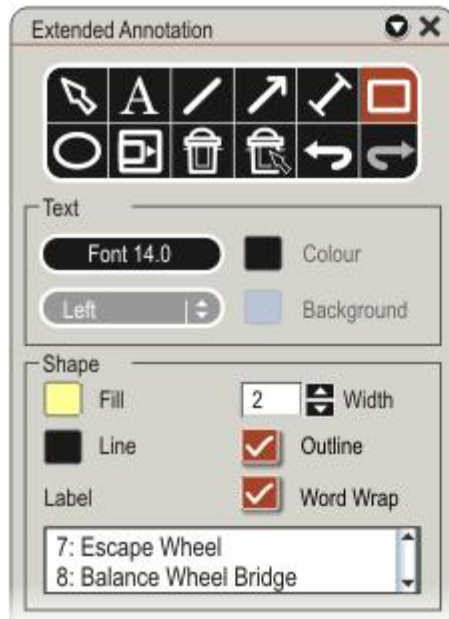 Extended Annotation
A
Text
Font 14.0
Colour
Left
Background
Shape
Fill
2
Width
Line
Outline
Label
Word Wrap
7: Escape Wheel
8: Balance Wheel Bridge